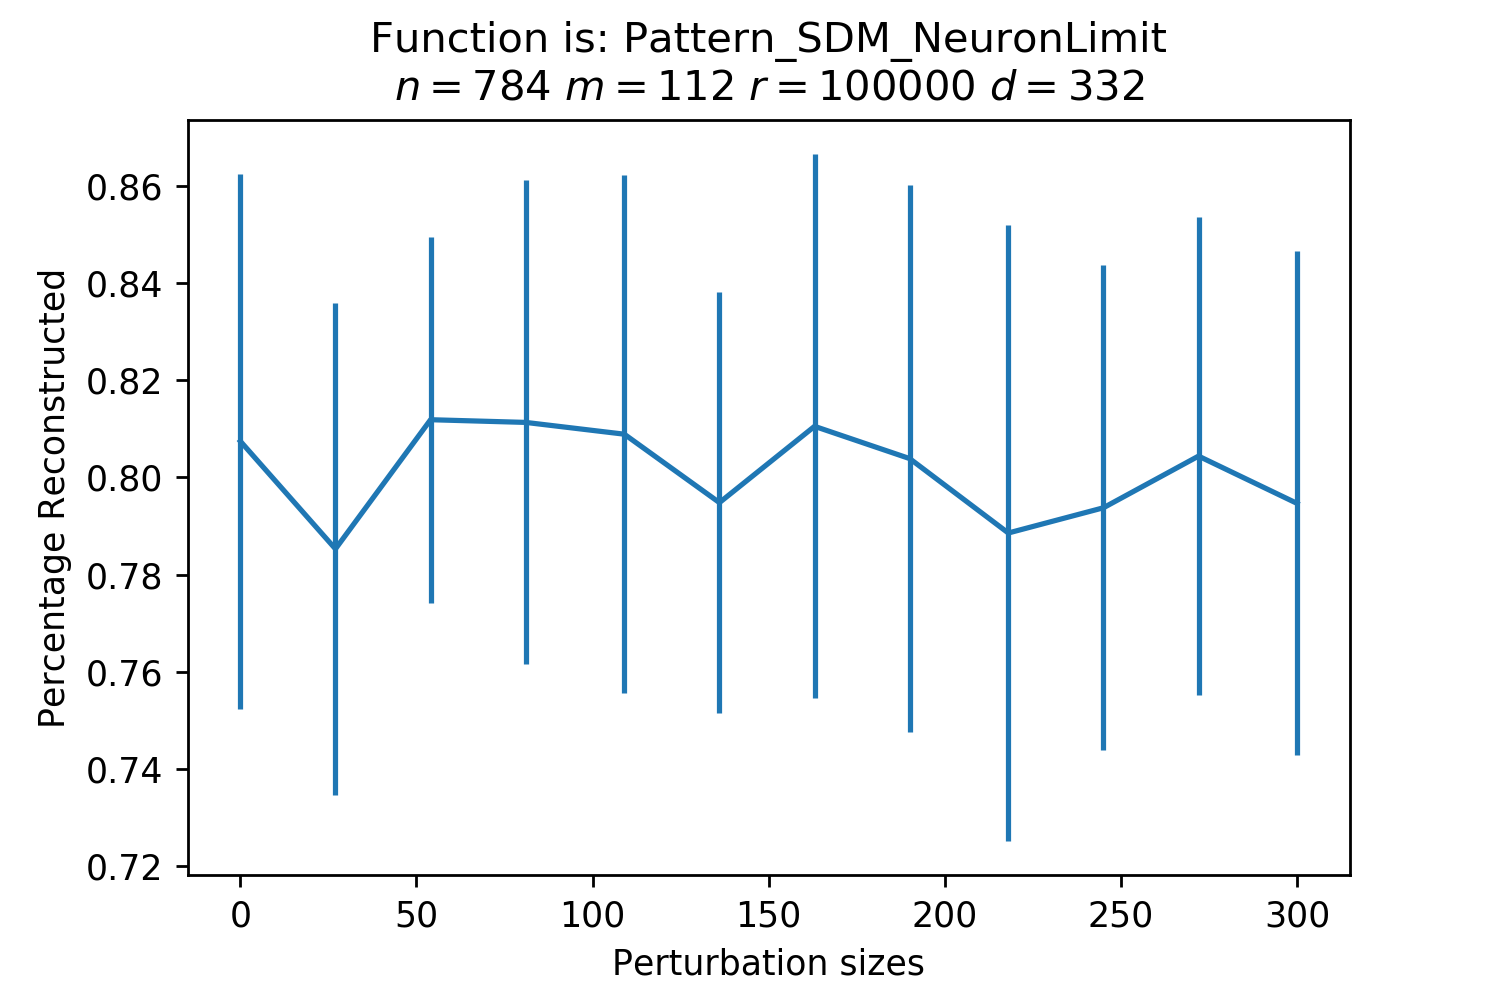 Function is: Pattern_SDM_NeuronLimit
n = 784 m = 112 r = 100000 d = 332
Percentage Reconstructed
0.86
0.84
0.82
0.80
0.78
0.76
0.74
0.72
0 50 100 150 200 250 300
Perturbation sizes